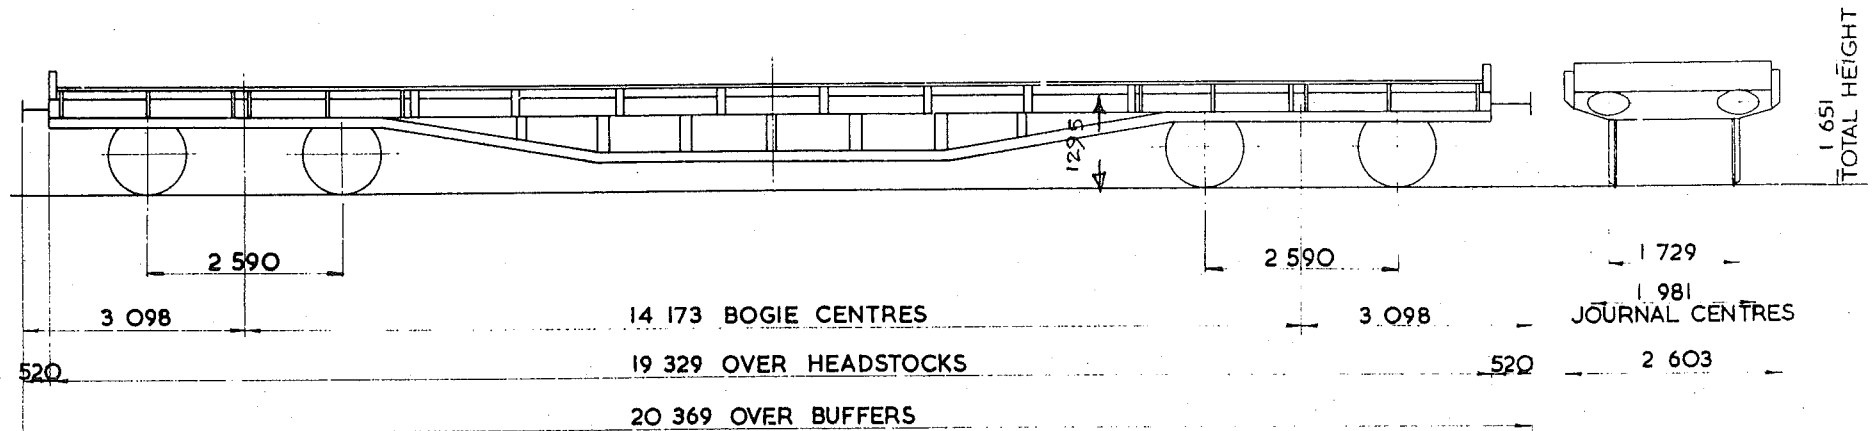 1 651
TOTAL HEIGHT
1295
2 590
2 590
1 729
1 981
3 098
14 173 BOGIE CENTRES
3 098
JOURNAL CENTRES
520
19 329 OVER HEADSTOCKS
520
2 603
20 369 OVER BUFFERS